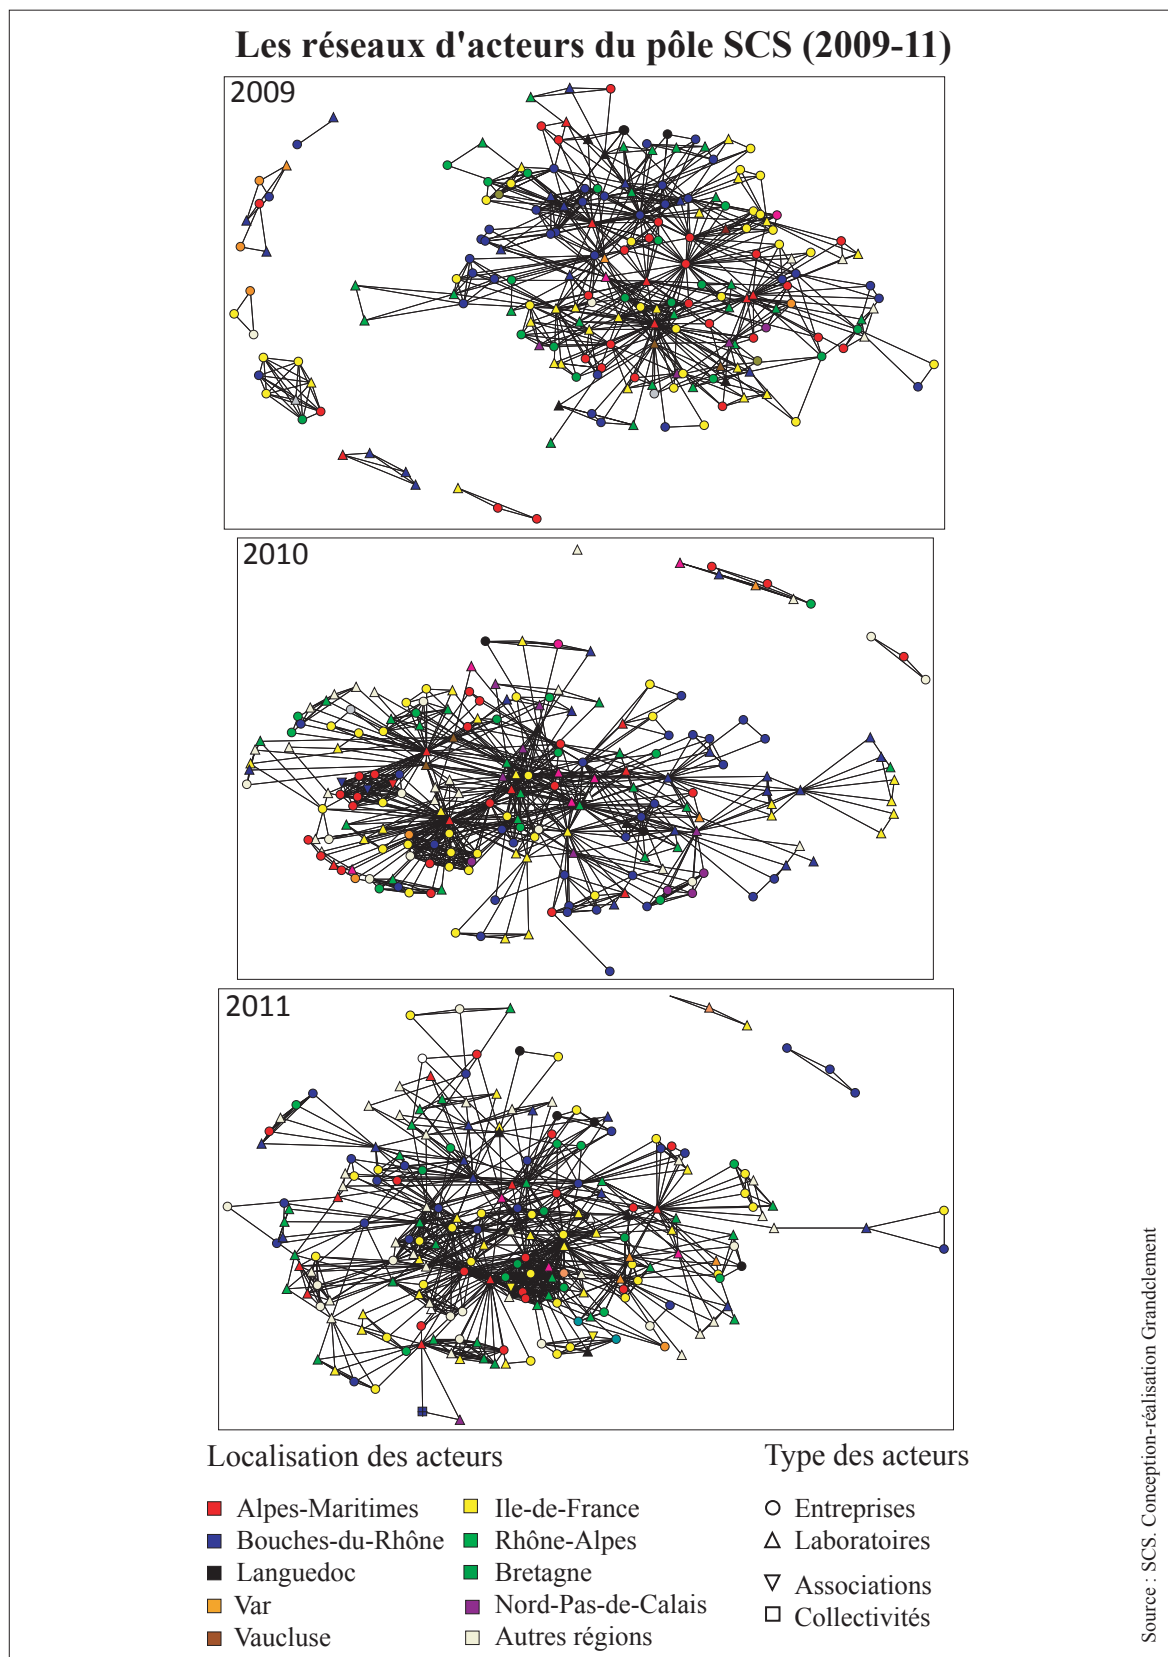 Les réseaux d'acteurs du pôle SCS (2009-11)
2009
2010
2011
Localisation des acteurs
Alpes-Maritimes
Bouches-du-Rhône
Languedoc
Var
Vaucluse
Ile-de-France
Rhône-Alpes
Bretagne
Nord-Pas-de-Calais
Autres régions
Type des acteurs
Entreprises
Laboratoires
Associations
Collectivités
Source : SCS. Conception-réalisation Grandclement